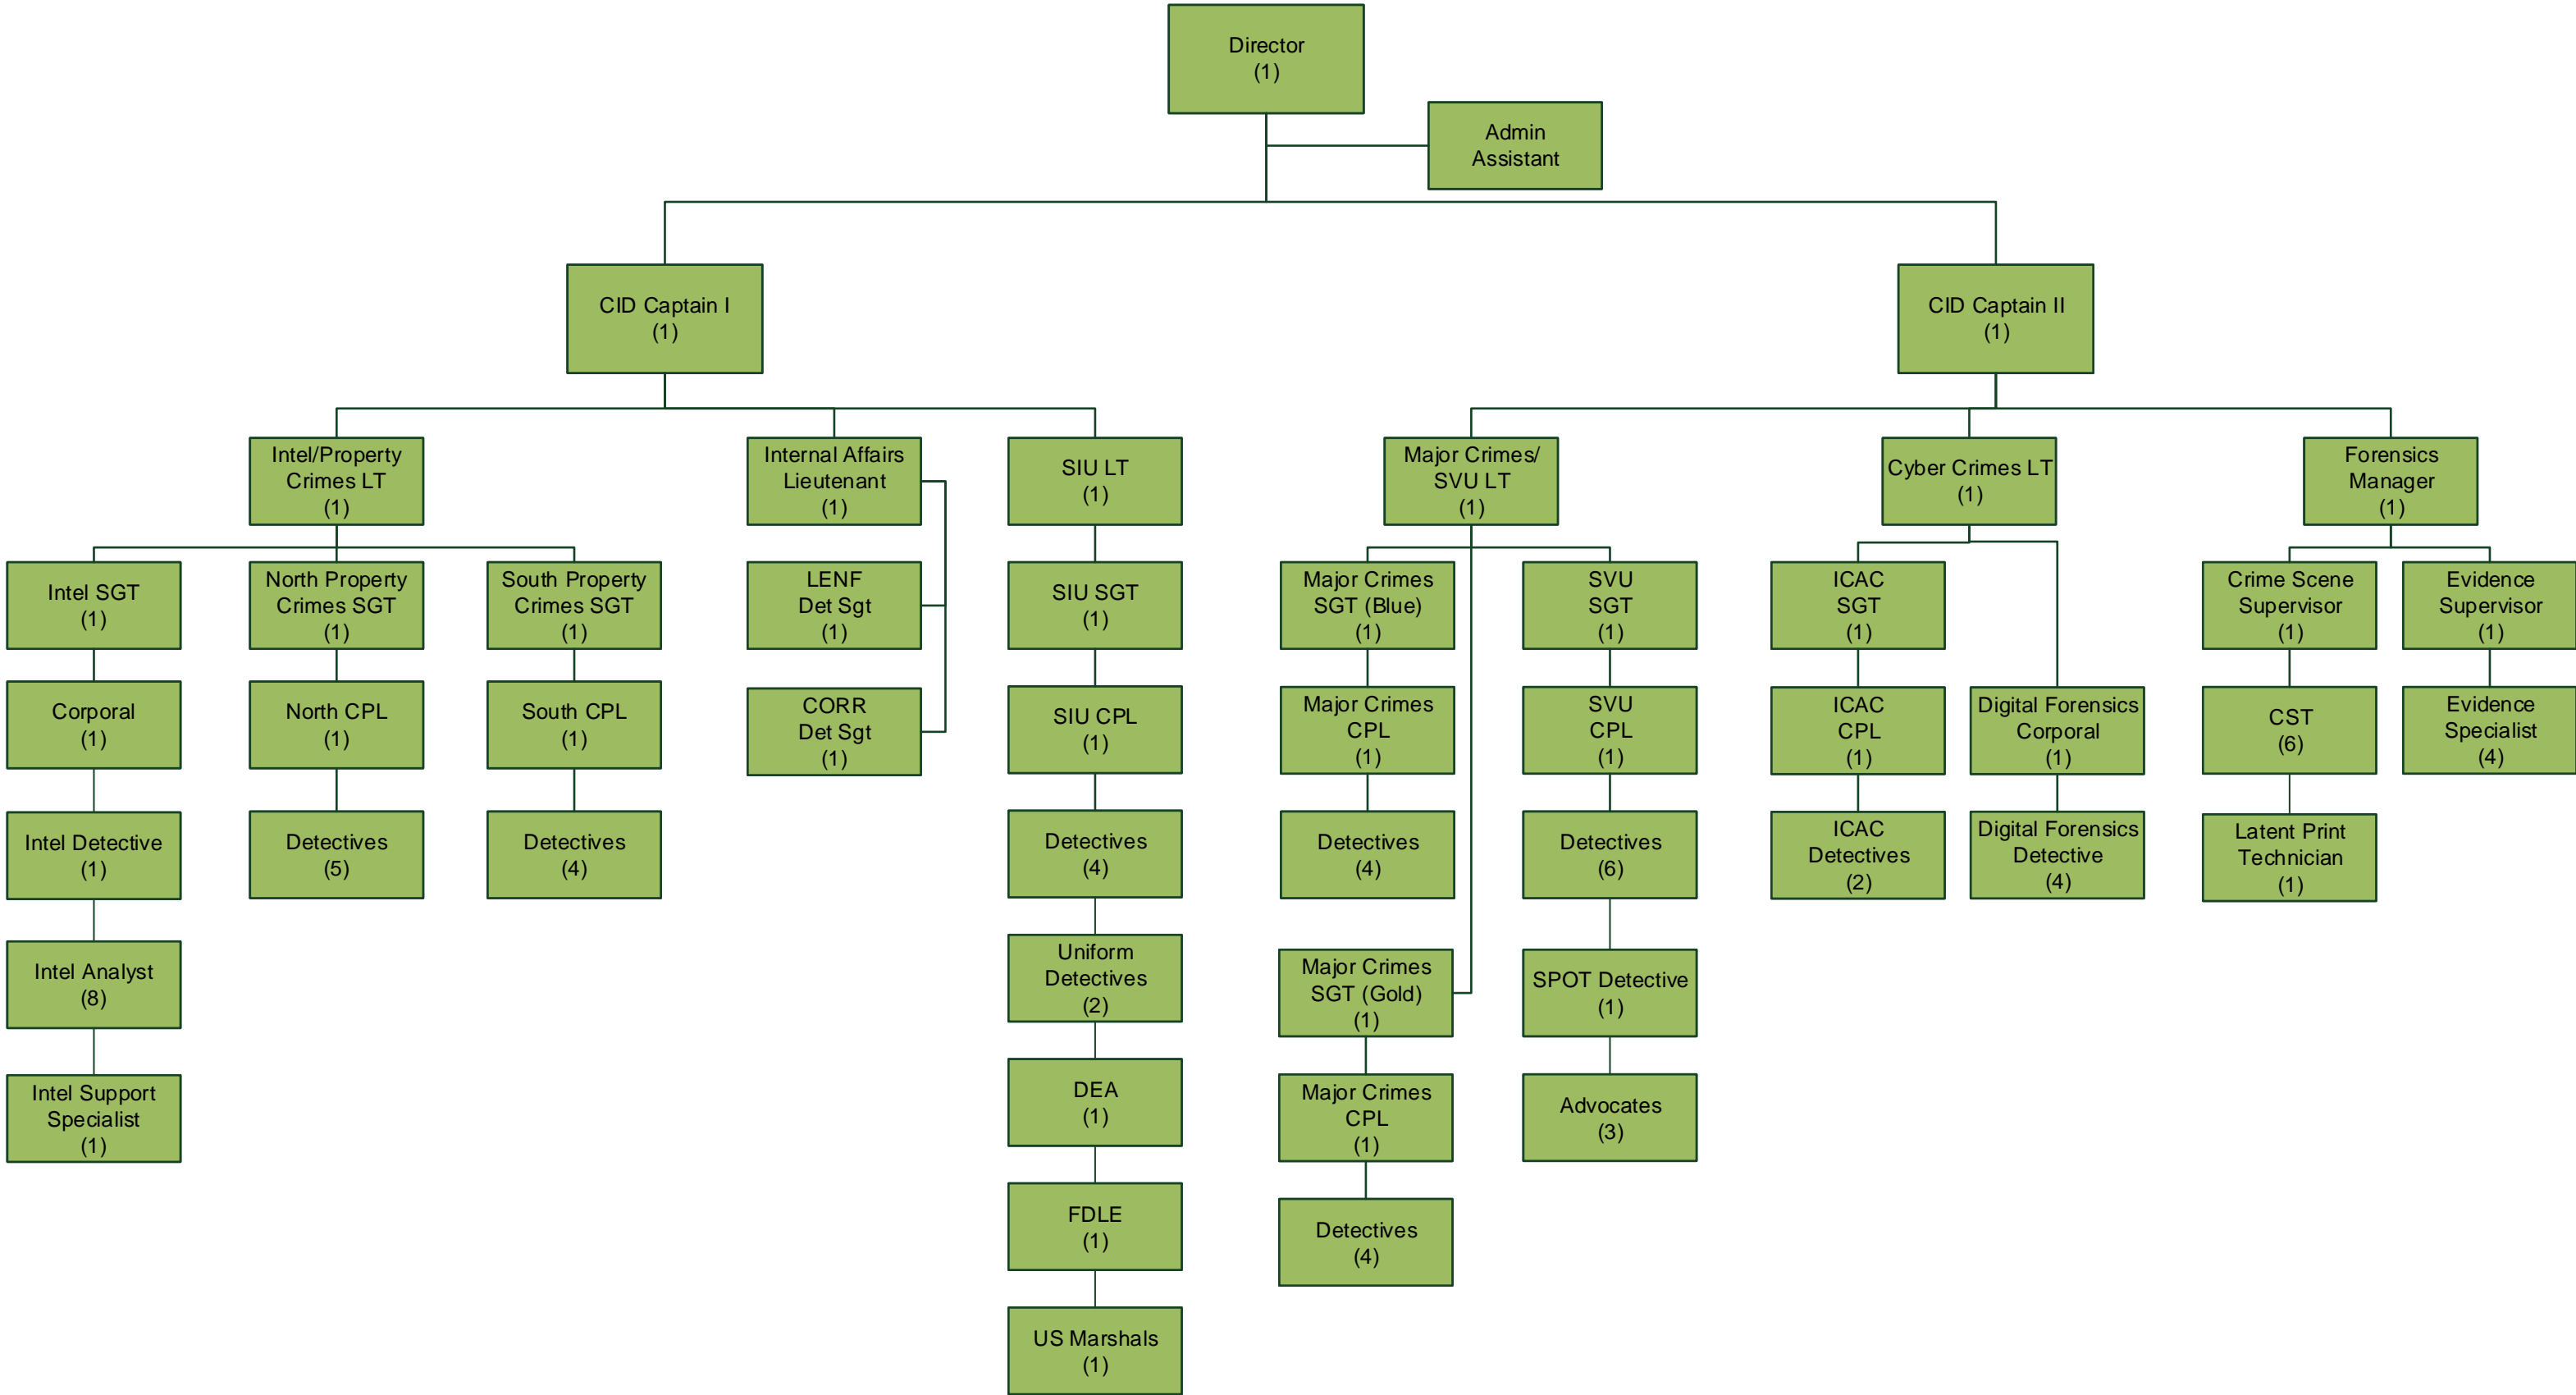 Director
(1)
Admin
Assistant
CID Captain I
(1)
CID Captain II
(1)
Intel/Property
Crimes LT
(1)
Internal Affairs
Lieutenant
(1)
SIU LT
(1)
Major Crimes/
SVU LT
(1)
Cyber Crimes LT
(1)
Forensics
Manager
(1)
Intel SGT
(1)
North Property
Crimes SGT
(1)
South Property
Crimes SGT
(1)
LENF
Det Sgt
(1)
SIU SGT
(1)
Major Crimes
SGT (Blue)
(1)
SVU
SGT
(1)
ICAC
SGT
(1)
Crime Scene
Supervisor
(1)
Evidence
Supervisor
(1)
Corporal
(1)
North CPL
(1)
South CPL
(1)
CORR
Det Sgt
(1)
SIU CPL
(1)
Major Crimes
CPL
(1)
SVU
CPL
(1)
ICAC
CPL
(1)
Digital Forensics
Corporal
(1)
CST
(6)
Evidence
Specialist
(4)
Intel Detective
(1)
Detectives
(5)
Detectives
(4)
Detectives
(4)
Detectives
(4)
Detectives
(6)
ICAC
Detectives
(2)
Digital Forensics
Detective
(4)
Latent Print
Technician
(1)
Intel Analyst
(8)
Uniform
Detectives
(2)
Major Crimes
SGT (Gold)
(1)
SPOT Detective
(1)
Intel Support
Specialist
(1)
DEA
(1)
Major Crimes
CPL
(1)
Advocates
(3)
FDLE
(1)
Detectives
(4)
US Marshals
(1)